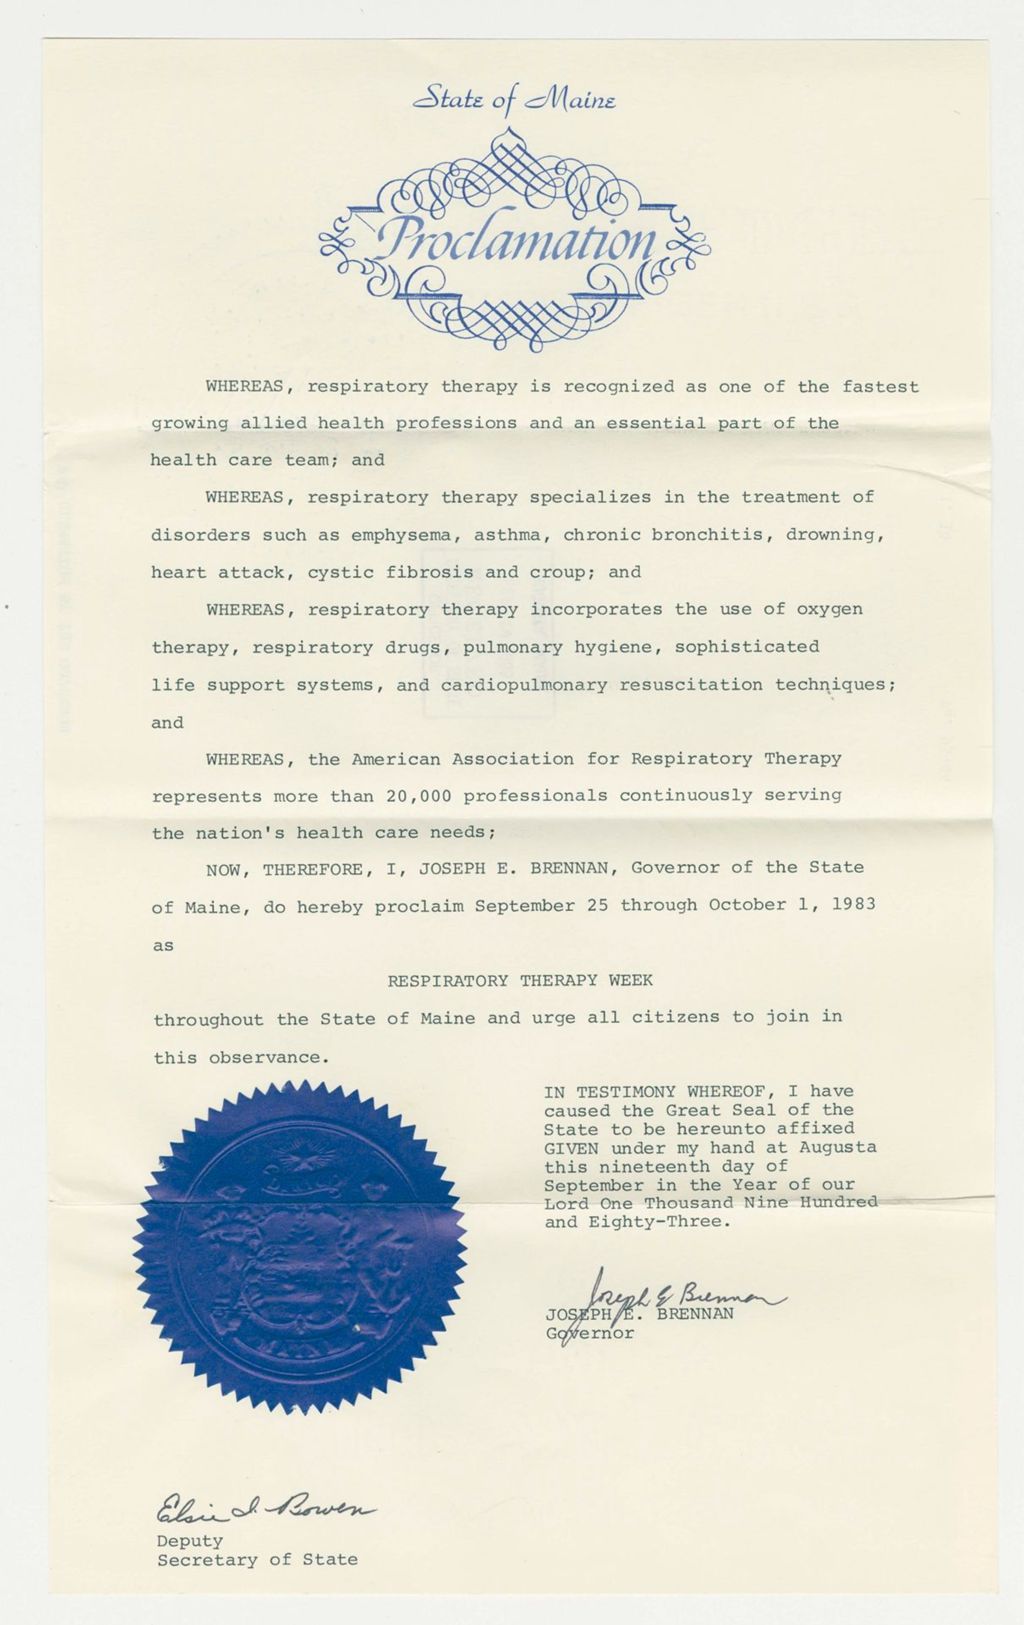 State of Maine
Proclamation
WHEREAS, respiratory therapy is recognized as one of the fastest
growing allied health professions and an essential part of the
health care team; and
WHEREAS, respiratory therapy specializes in the treatment of
disorders such as emphysema, asthma, chronic bronchitis, drowning,
heart attack, cystic fibrosis and croup; and
WHEREAS, respiratory therapy incorporates the use of oxygen
therapy, respiratory drugs, pulmonary hygiene, sophisticated
life support systems, and cardiopulmonary resuscitation techniques;
and
WHEREAS, the American Association for Respiratory Therapy
represents more than 20,000 professionals continuously serving
the nation's health care needs;
NOW, THEREFORE, I, JOSEPH E. BRENNAN, Governor of the State
of Maine, do hereby proclaim September 25 through October 1, 1983
as
RESPIRATORY THERAPY WEEK
throughout the State of Maine and urge all citizens to join in
this observance.
IN TESTIMONY WHEREOF, I have
caused the Great Seal of the
State to be hereunto affixed
GIVEN under my hand at Augusta
this nineteenth day of
September in the Year of our
Lord One Thousand Nine Hundred
and Eighty-Three.
Joseph E Brennan
JOSEPH E. BRENNAN
Governor
Elsie I. Bowen
Deputy
Secretary of State